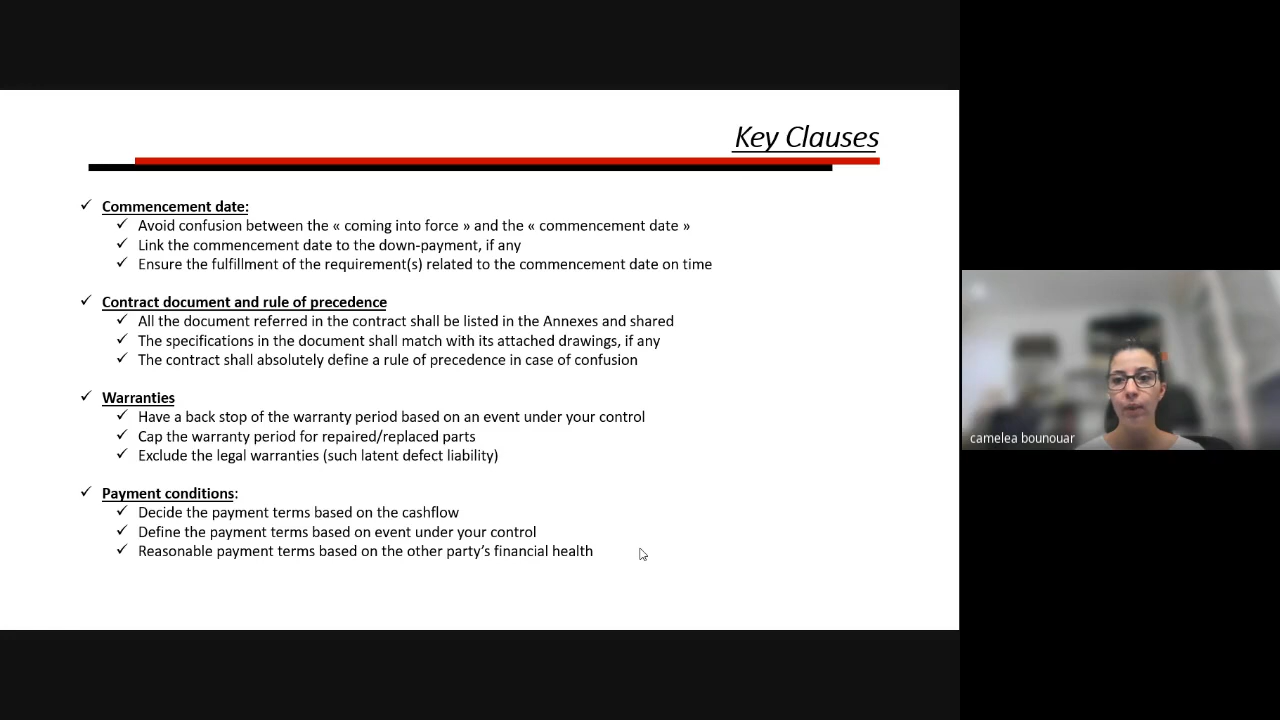 Key Clauses
Commencement date:
Avoid confusion between the « coming into force » and the « commencement date »
Link the commencement date to the down-payment, if any
Ensure the fulfillment of the requirement(s) related to the commencement date on time
Contract document and rule of precedence
All the document referred in the contract shall be listed in the Annexes and shared
The specifications in the document shall match with its attached drawings, if any
The contract shall absolutely define a rule of precedence in case of confusion
Warranties
Have a back stop of the warranty period based on an event under your control
Cap the warranty period for repaired/replaced parts
Exclude the legal warranties (such latent defect liability)
Payment conditions:
Decide the payment terms based on the cashflow
Define the payment terms based on event under your control
Reasonable payment terms based on the other party's financial health
camelea bounouar